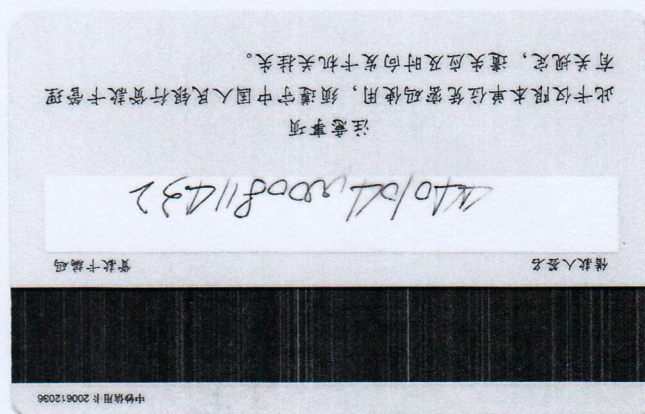 中钞信用卡 200612036
借款人签名 贷款卡编码
注意事项
此卡仅限本单位凭密码使用，须遵守中国人民银行贷款卡管理
有关规定，遗失应及时向发卡机关挂失。